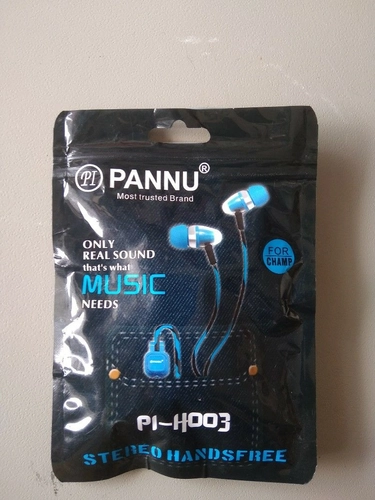 PI PANNU®
Most trusted Brand
ONLY
REAL SOUND
that's what
MUSIC
NEEDS
FOR
CHAMP
PI-H003
STEREO HANDSFREE